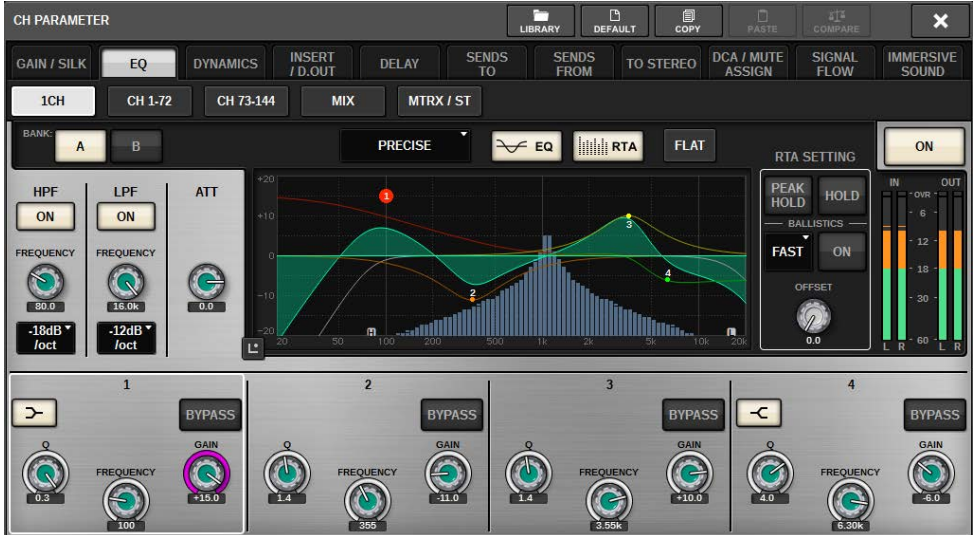 CH PARAMETER
LIBRARY
DEFAULT
COPY
PASTE
COMPARE
GAIN / SILK
EQ
DYNAMICS
INSERT
/ D.OUT
DELAY
SENDS
TO
SENDS
FROM
TO STEREO
DCA / MUTE
ASSIGN
SIGNAL
FLOW
IMMERSIVE
SOUND
1CH
CH 1-72
CH 73-144
MIX
MTRX / ST
BANK:
A
B
PRECISE
EQ
RTA
FLAT
RTA SETTING
ON
HPF
LPF
ATT
ON
ON
FREQUENCY
FREQUENCY
80.0
16.0k
0.0
-18dB
/oct
-12dB
/oct
+20
+10
0
-10
-20
1
2
3
4
H
L
20
50
100
200
500
1k
2k
5k
10k
20k
PEAK
HOLD
HOLD
BALLISTICS
FAST
ON
OFFSET
0.0
IN
OUT
OVR
6
12
18
30
60
L R
L R
1
2
3
4
BYPASS
BYPASS
BYPASS
BYPASS
Q
FREQUENCY
GAIN
0.3
100
+15.0
Q
FREQUENCY
GAIN
1.4
355
-11.0
Q
FREQUENCY
GAIN
1.4
3.55k
+10.0
Q
FREQUENCY
GAIN
4.0
6.30k
-6.0